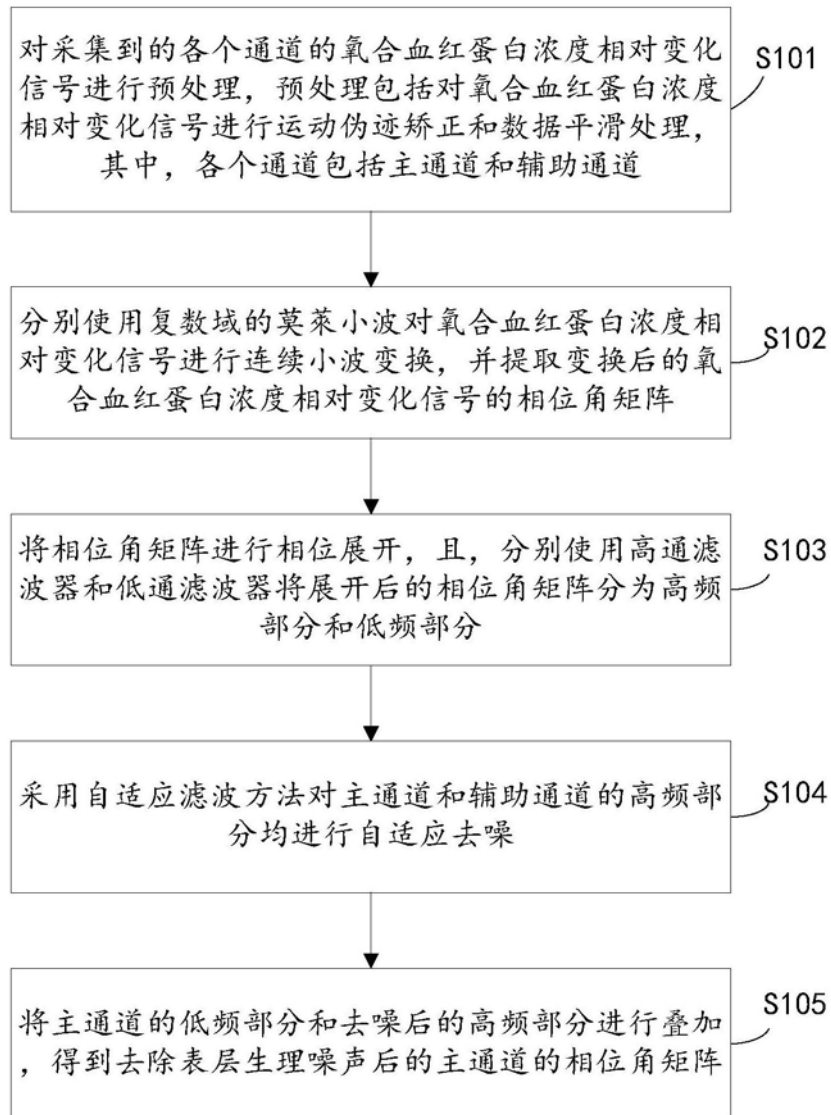 对采集到的各个通道的氧合血红蛋白浓度相对变化
信号进行预处理，预处理包括对氧合血红蛋白浓度
相对变化信号进行运动伪迹矫正和数据平滑处理，
其中，各个通道包括主通道和辅助通道
S101
分别使用复数域的莫莱小波对氧合血红蛋白浓度相
对变化信号进行连续小波变换，并提取变换后的氧
合血红蛋白浓度相对变化信号的相位角矩阵
S102
将相位角矩阵进行相位展开，且，分别使用高通滤
波器和低通滤波器将展开后的相位角矩阵分为高频
部分和低频部分
S103
采用自适应滤波方法对主通道和辅助通道的高频部
分均进行自适应去噪
S104
将主通道的低频部分和去噪后的高频部分进行叠加
，得到去除表层生理噪声后的主通道的相位角矩阵
S105